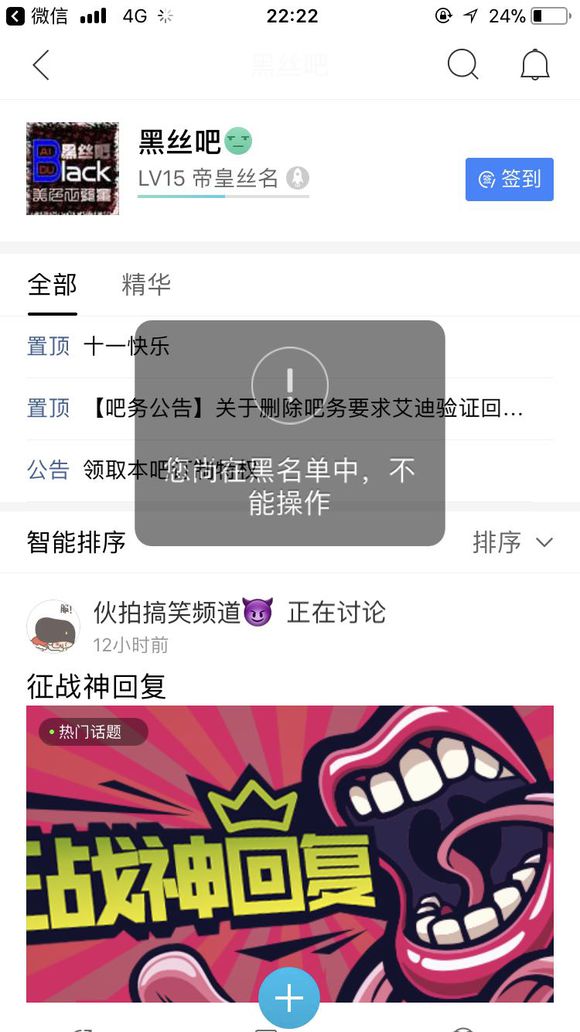 微信 4G 22:22 24%
黑丝吧
黑丝吧
LV15 帝皇丝名
签到
全部 精华
置顶 十一快乐
置顶 【吧务公告】关于删除吧务要求艾迪验证回...
公告 领取本吧
您尚在黑名单中，不
能操作
智能排序 排序
伙拍搞笑频道 正在讨论
12小时前
征战神回复
热门话题
征战神回复